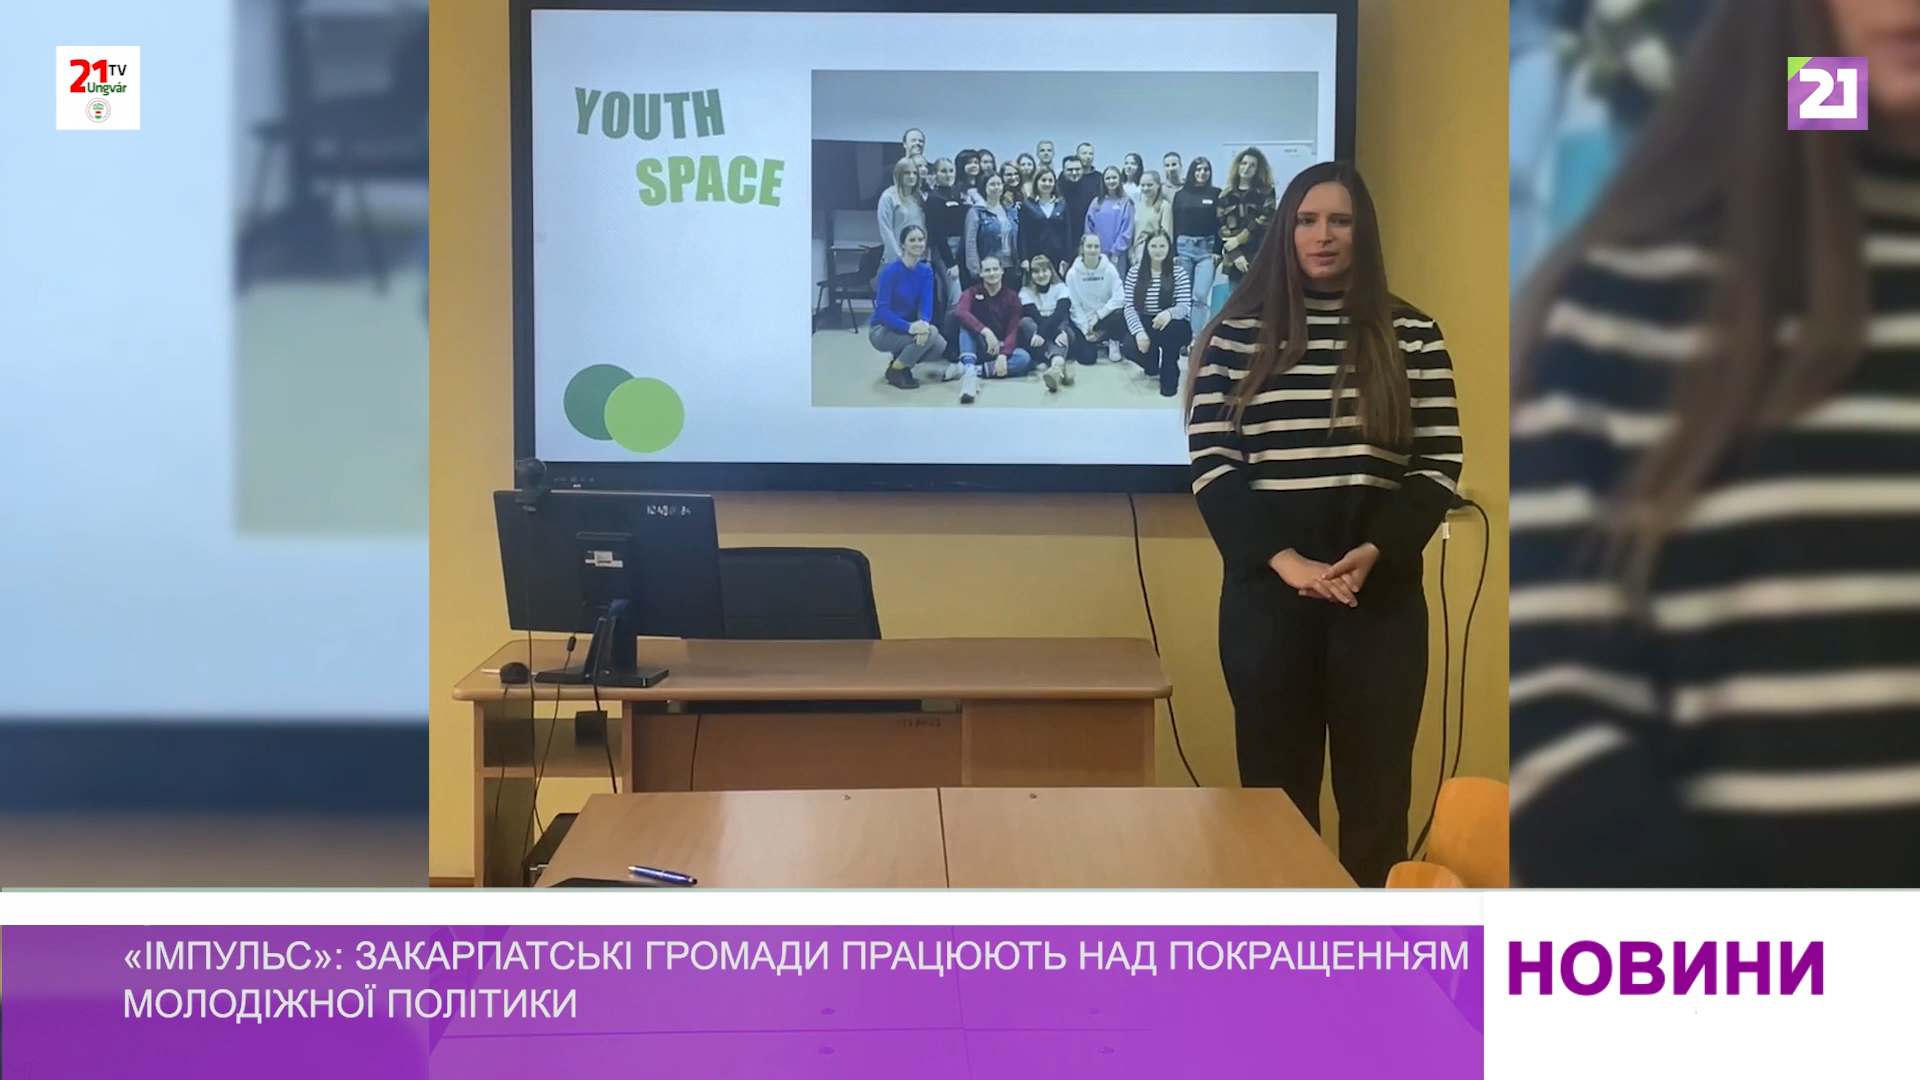 21 TV
Ungvár
21
YOUTH
SPACE
«ІМПУЛЬС»: ЗАКАРПАТСЬКІ ГРОМАДИ ПРАЦЮЮТЬ НАД ПОКРАЩЕННЯМ
МОЛОДІЖНОЇ ПОЛІТИКИ
НОВИНИ